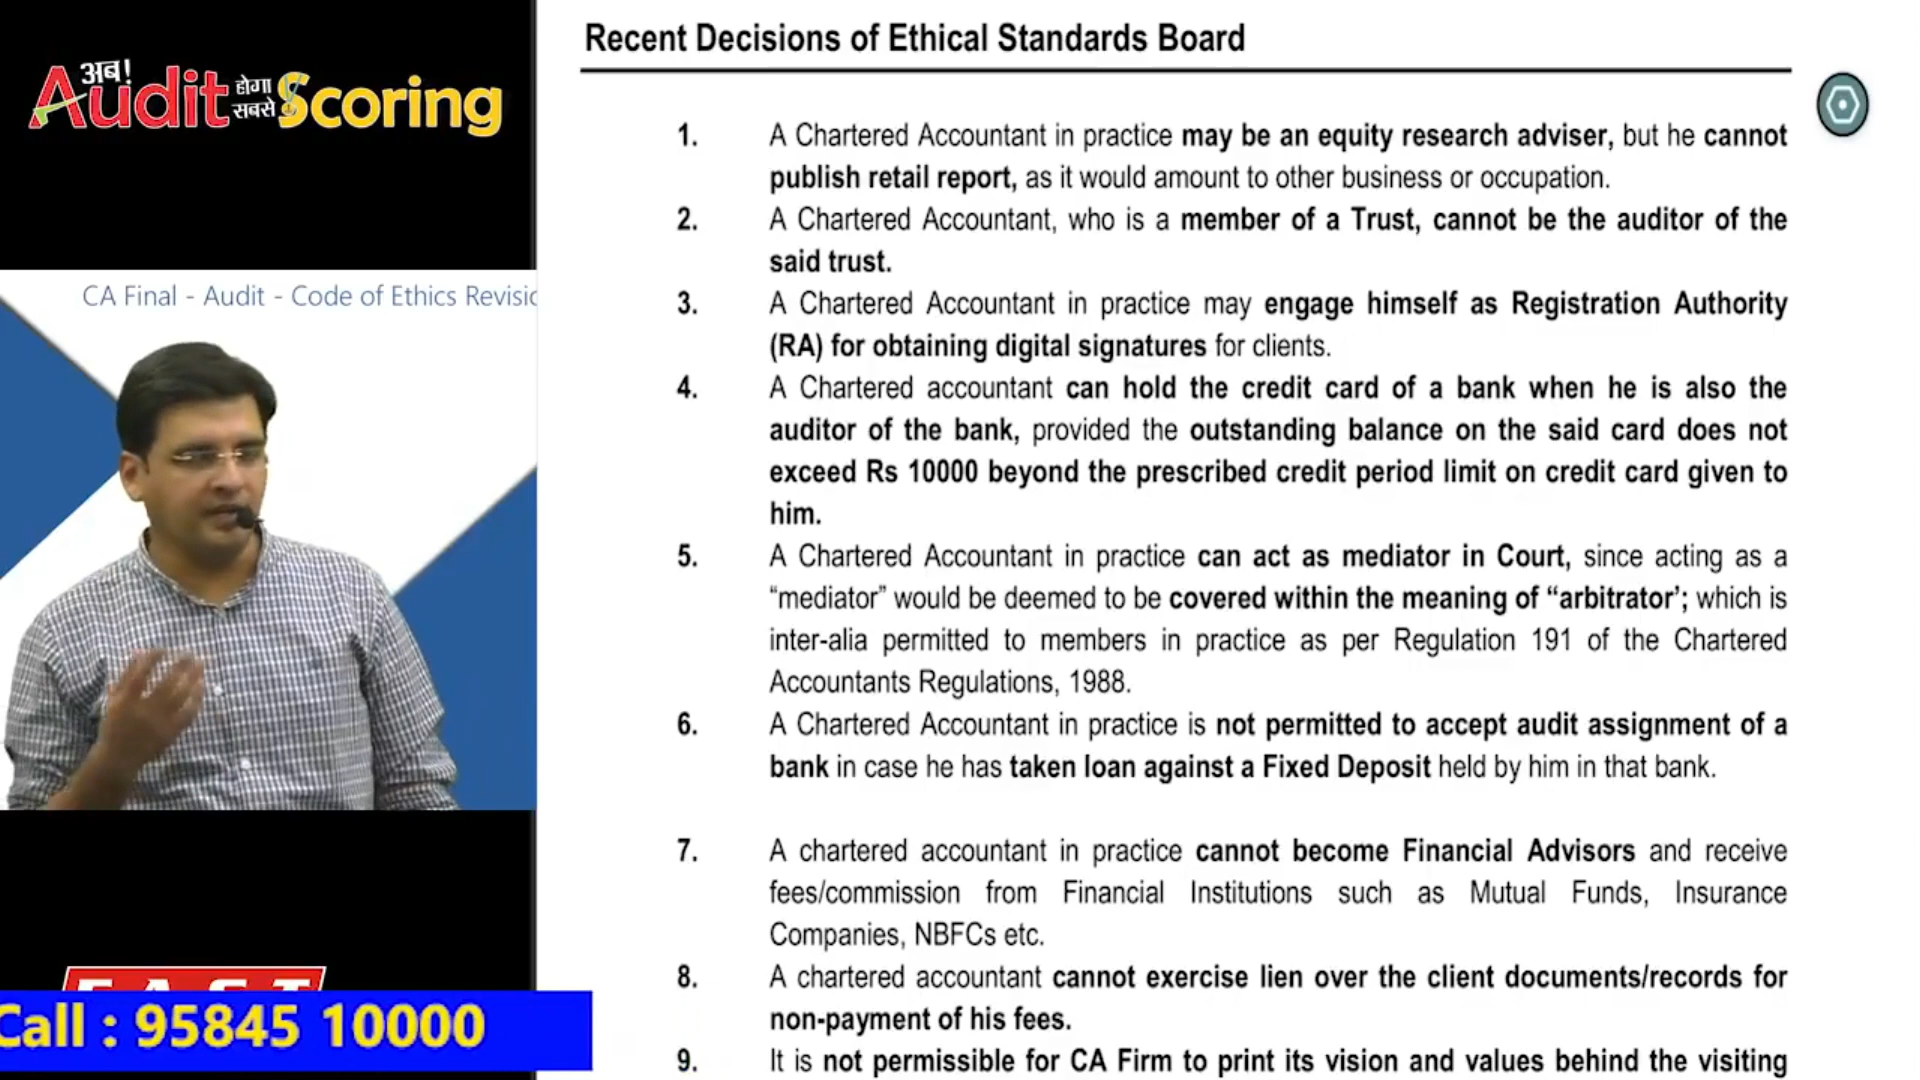 अब!
Audit होगा सबसे Scoring
CA Final - Audit - Code of Ethics
Call : 95845 10000
Recent Decisions of Ethical Standards Board
1. A Chartered Accountant in practice may be an equity research adviser, but he cannot
publish retail report, as it would amount to other business or occupation.
2. A Chartered Accountant, who is a member of a Trust, cannot be the auditor of the
said trust.
3. A Chartered Accountant in practice may engage himself as Registration Authority
(RA) for obtaining digital signatures for clients.
4. A Chartered accountant can hold the credit card of a bank when he is also the
auditor of the bank, provided the outstanding balance on the said card does not
exceed Rs 10000 beyond the prescribed credit period limit on credit card given to
him.
5. A Chartered Accountant in practice can act as mediator in Court, since acting as a
“mediator” would be deemed to be covered within the meaning of “arbitrator’; which is
inter-alia permitted to members in practice as per Regulation 191 of the Chartered
Accountants Regulations, 1988.
6. A Chartered Accountant in practice is not permitted to accept audit assignment of a
bank in case he has taken loan against a Fixed Deposit held by him in that bank.
7. A chartered accountant in practice cannot become Financial Advisors and receive
fees/commission from Financial Institutions such as Mutual Funds, Insurance
Companies, NBFCs etc.
8. A chartered accountant cannot exercise lien over the client documents/records for
non-payment of his fees.
9. It is not permissible for CA Firm to print its vision and values behind the visiting